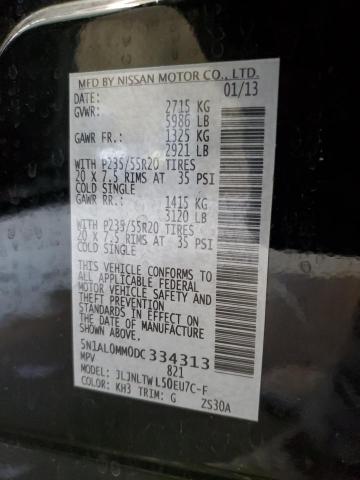 MFD BY NISSAN MOTOR CO., LTD.
DATE: 01/13
GVWR: 2715 KG
5986 LB
GAWR FR.: 1325 KG
2921 LB
WITH P235/55R20 TIRES
20 X 7.5 RIMS AT 35 PSI
COLD SINGLE
GAWR RR.: 1415 KG
3120 LB
WITH P235/55R20 TIRES
20 X 7.5 RIMS AT 35 PSI
COLD SINGLE
THIS VEHICLE CONFORMS TO
ALL APPLICABLE FEDERAL
MOTOR VEHICLE SAFETY AND
THEFT PREVENTION
STANDARDS IN EFFECT ON
THE DATE OF MANUFACTURE
SHOWN ABOVE.
5N1AL0MM0DC334313
MPV 821
MODEL: JLJNLTWL50EU7C-F
COLOR: KH3 TRIM: G
ZS30A